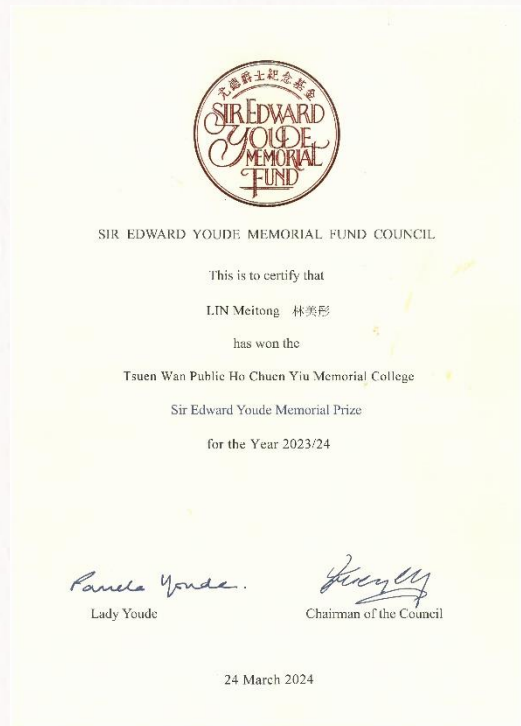 尤德爵士紀念基金
SIR EDWARD
YOUDE
MEMORIAL
FUND
SIR EDWARD YOUDE MEMORIAL FUND COUNCIL
This is to certify that
LIN Meitong 林美彤
has won the
Tsuen Wan Public Ho Chuen Yiu Memorial College
Sir Edward Youde Memorial Prize
for the Year 2023/24
Pamela Youde.
Lady Youde
Chairman of the Council
24 March 2024